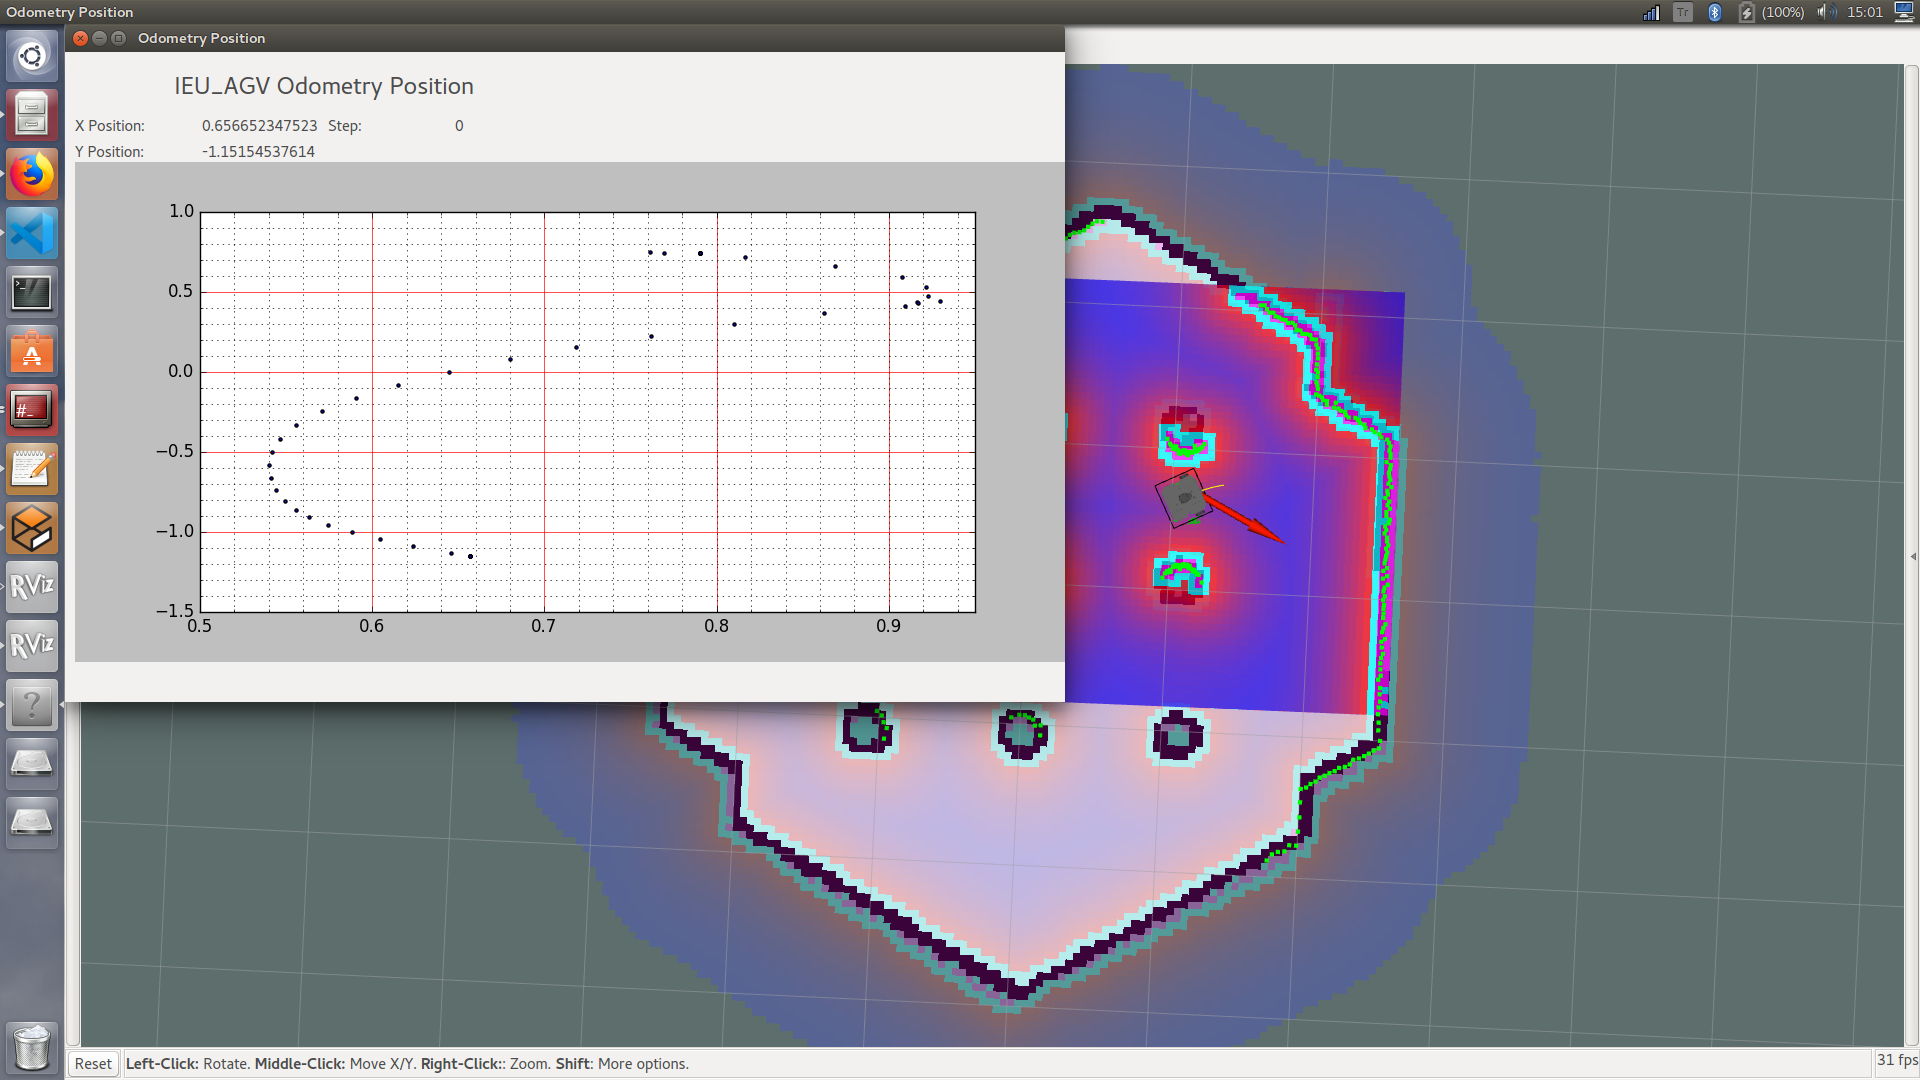 Odometry Position
Tr
(100%)
15:01
Odometry Position
IEU_AGV Odometry Position
X Position: 0.656652347523 Step: 0
Y Position: -1.15154537614
1.0
0.5
0.0
−0.5
−1.0
−1.5
0.5 0.6 0.7 0.8 0.9
>_
A
#_
RViz
RViz
?
Reset
Left-Click: Rotate. Middle-Click: Move X/Y. Right-Click:: Zoom. Shift: More options.
31 fps